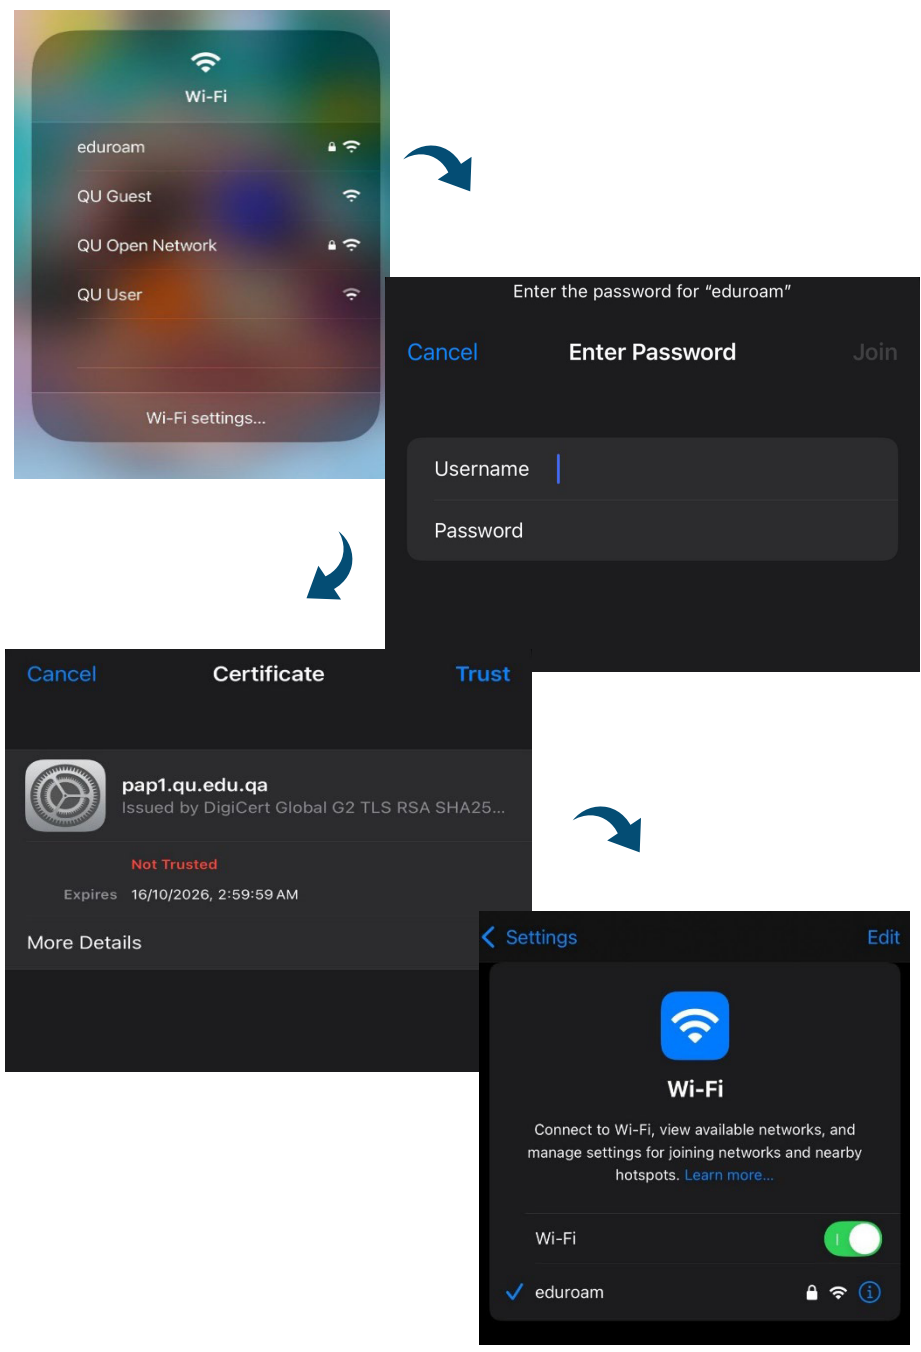 Wi-Fi
eduroam
QU Guest
QU Open Network
QU User
Wi-Fi settings...
Enter the password for “eduroam”
Cancel Enter Password Join
Username
Password
Cancel Certificate Trust
pap1.qu.edu.qa
Issued by DigiCert Global G2 TLS RSA SHA25...
Not Trusted
Expires 16/10/2026, 2:59:59 AM
More Details
Settings Edit
Wi-Fi
Connect to Wi-Fi, view available networks, and
manage settings for joining networks and nearby
hotspots. Learn more...
Wi-Fi
eduroam